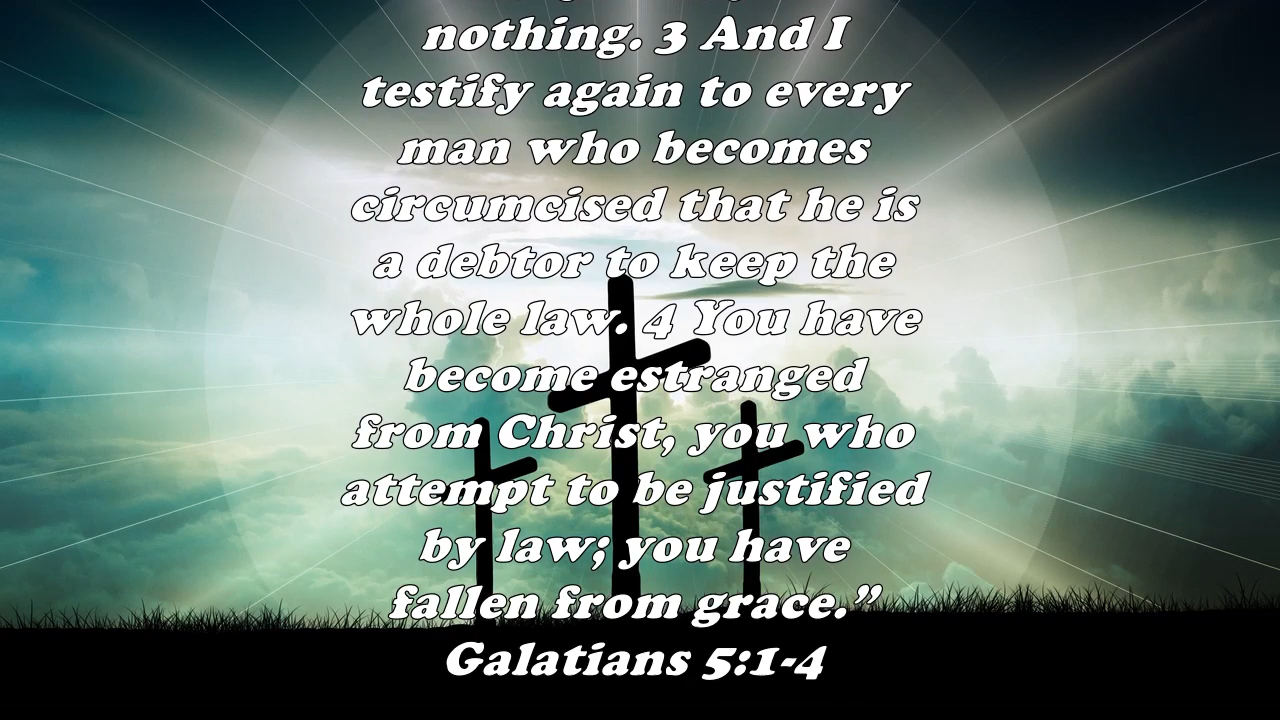 nothing. 3 And I
testify again to every
man who becomes
circumcised that he is
a debtor to keep the
whole law. 4 You have
become estranged
from Christ, you who
attempt to be justified
by law; you have
fallen from grace.”
Galatians 5:1-4